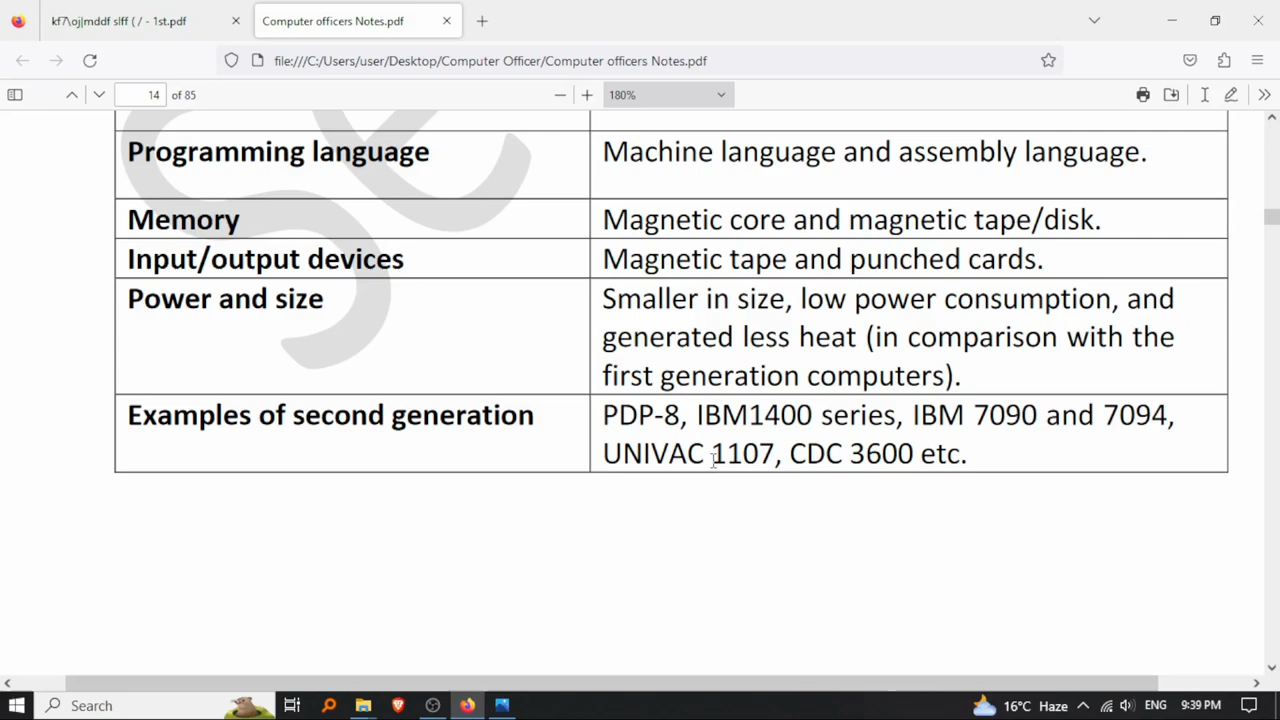 kf7\oj|mddf slff ( / - 1st.pdf
Computer officers Notes.pdf
file:///C:/Users/user/Desktop/Computer Officer/Computer officers Notes.pdf
14 of 85
180%
Programming language
Machine language and assembly language.
Memory
Magnetic core and magnetic tape/disk.
Input/output devices
Magnetic tape and punched cards.
Power and size
Smaller in size, low power consumption, and
generated less heat (in comparison with the
first generation computers).
Examples of second generation
PDP-8, IBM1400 series, IBM 7090 and 7094,
UNIVAC 1107, CDC 3600 etc.
Search
16°C Haze
ENG
9:39 PM